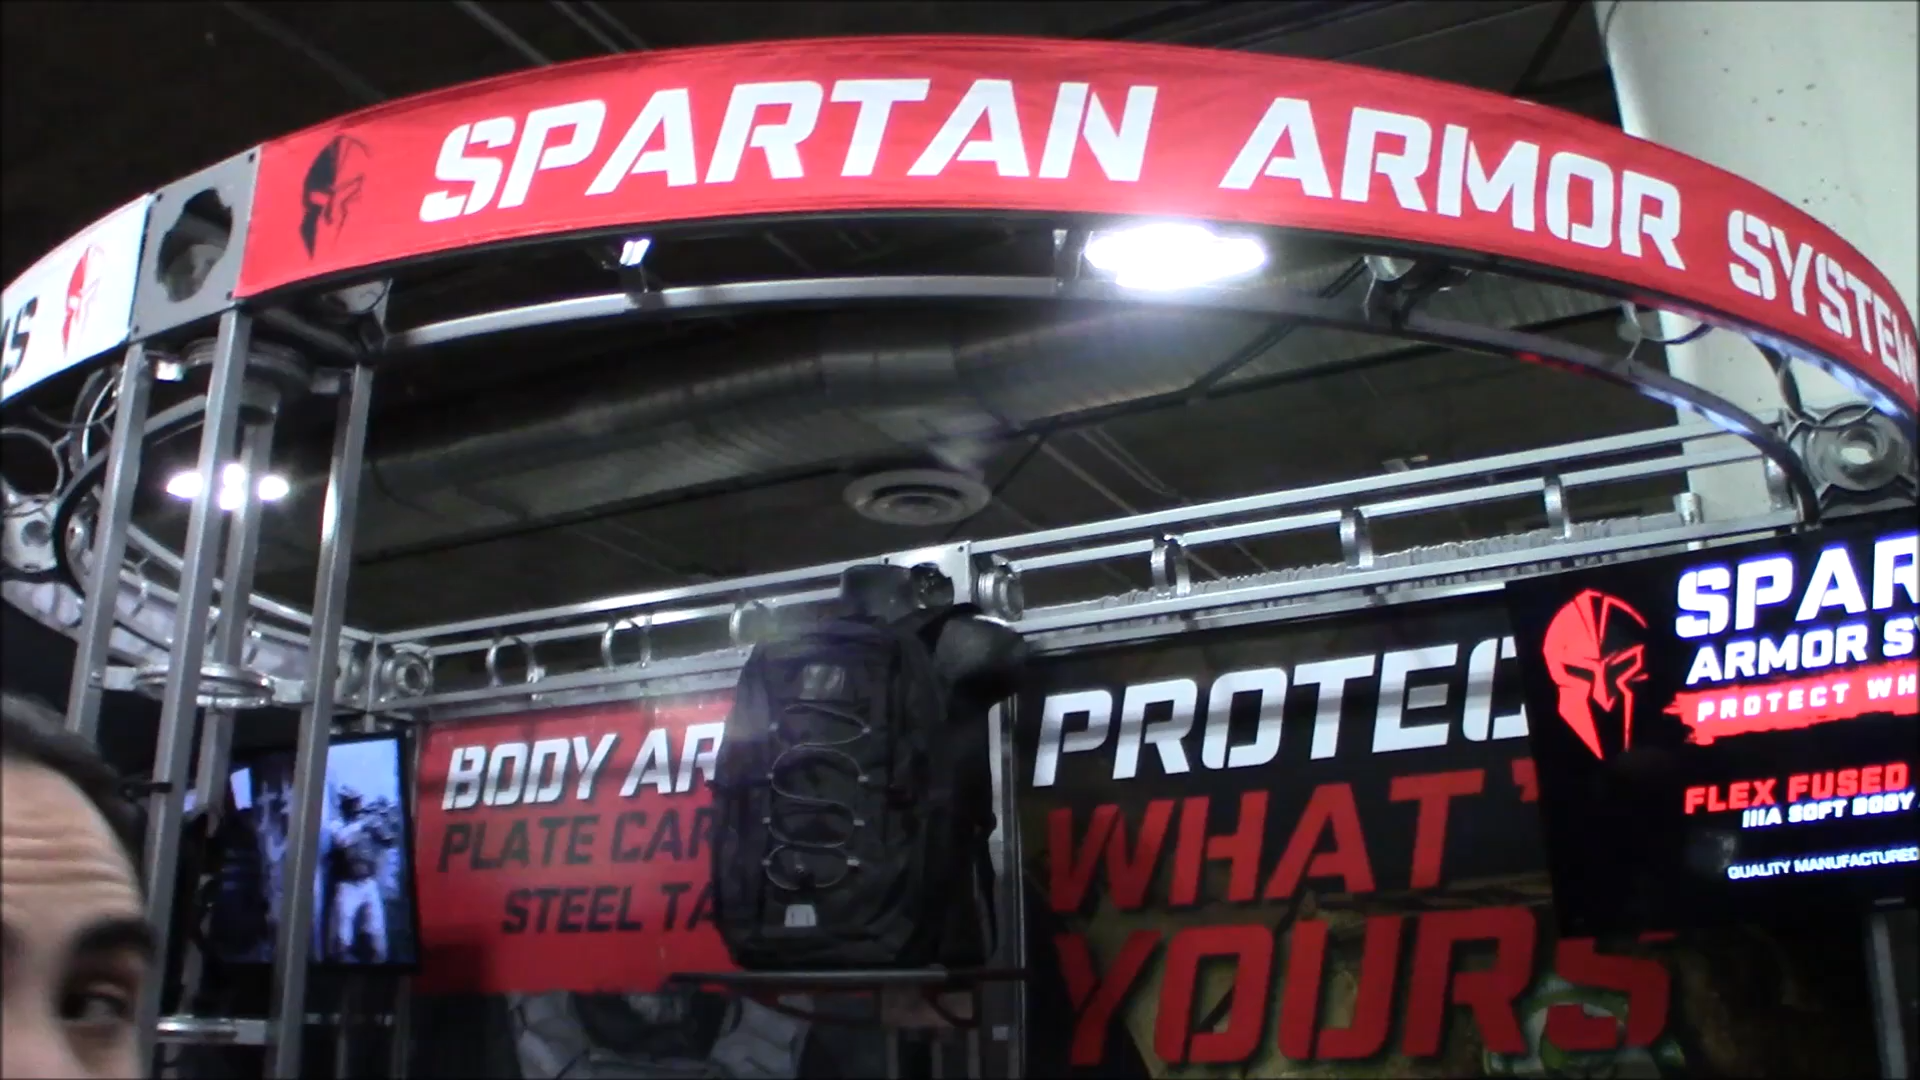 SPARTAN ARMOR SYSTEM
S
BODY AR
PLATE CAR
STEEL TA
PROTEC
WHAT'
YOURS
SPAR
ARMOR S
PROTECT WH
FLEX FUSED
IIIA SOFT BODY
QUALITY MANUFACTURED